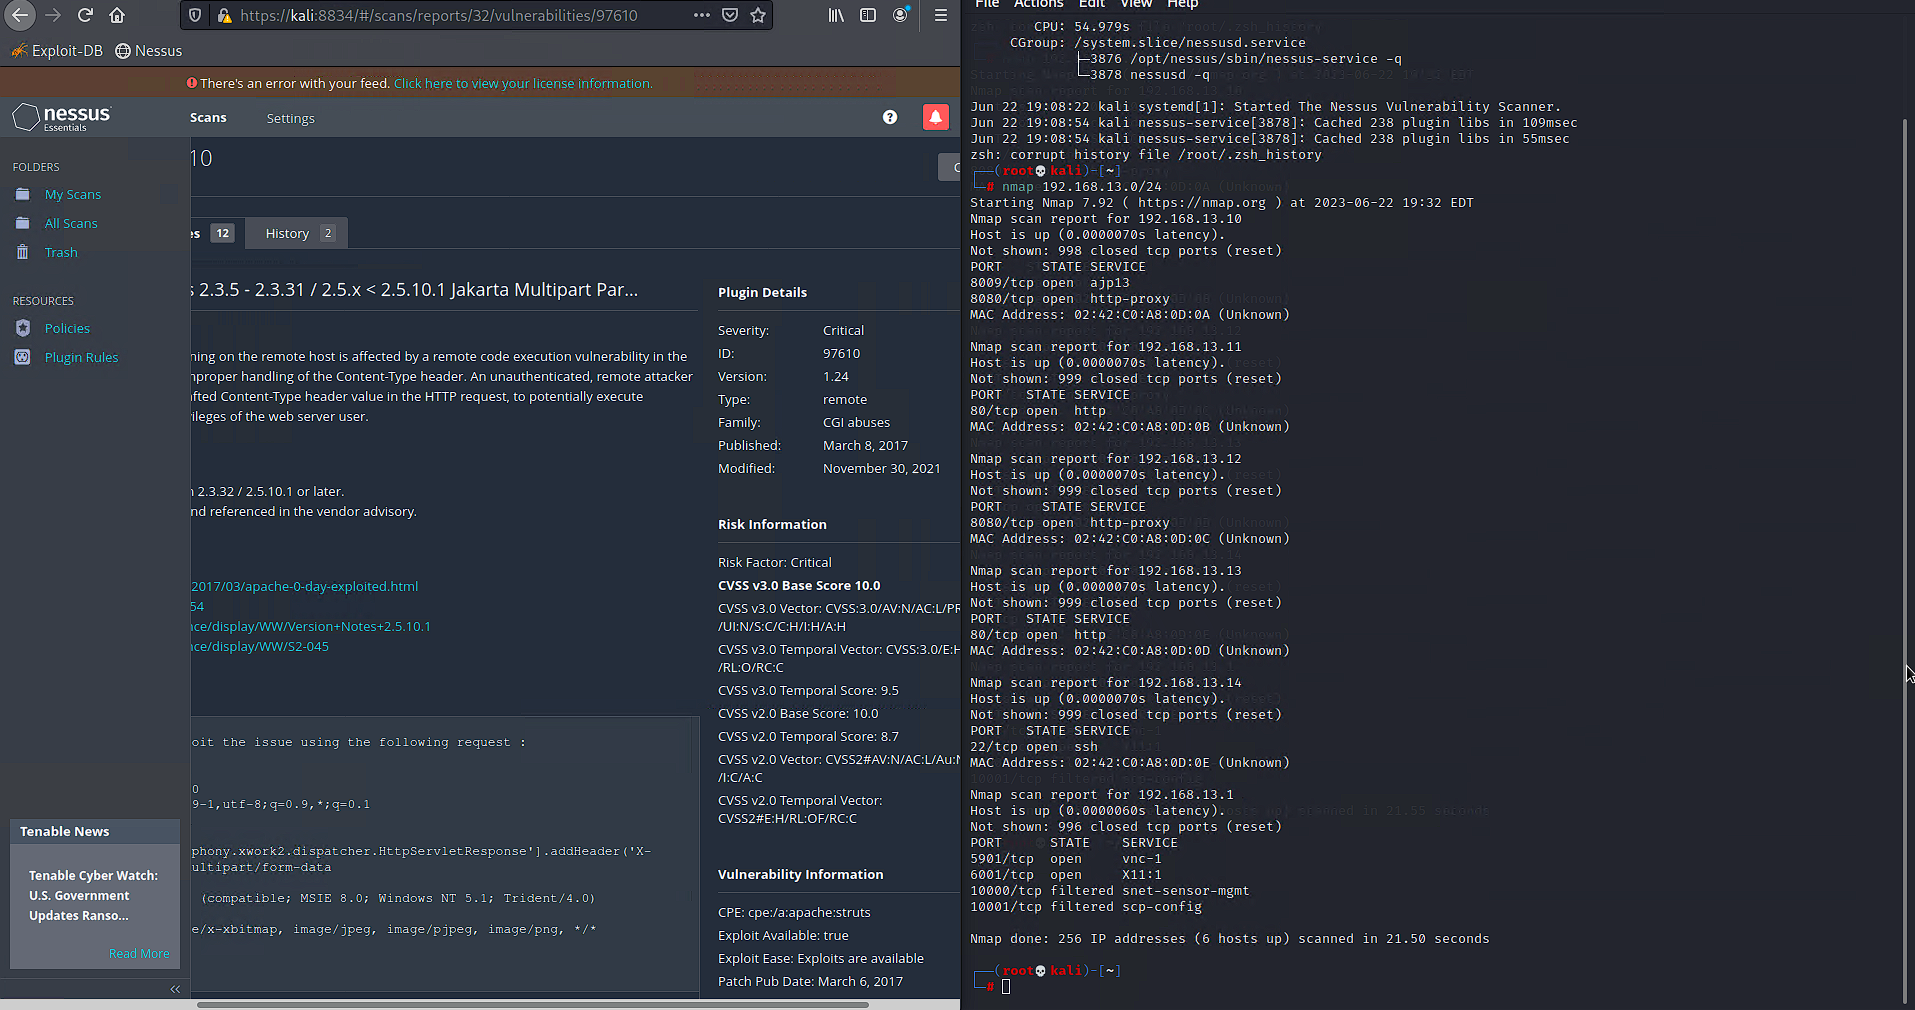 https://kali:8834/#/scans/reports/32/vulnerabilities/97610
Exploit-DB Nessus
There's an error with your feed. Click here to view your license information.
nessus
Essentials
Scans Settings
FOLDERS
My Scans
All Scans
Trash
RESOURCES
Policies
Plugin Rules
Tenable News
Tenable Cyber Watch:
U.S. Government
Updates Ranso...
Read More
10
es 12 History 2
s 2.3.5 - 2.3.31 / 2.5.x < 2.5.10.1 Jakarta Multipart Par...
ning on the remote host is affected by a remote code execution vulnerability in the
nproper handling of the Content-Type header. An unauthenticated, remote attacker
afted Content-Type header value in the HTTP request, to potentially execute
ileges of the web server user.
n 2.3.32 / 2.5.10.1 or later.
nd referenced in the vendor advisory.
2017/03/apache-0-day-exploited.html
54
nce/display/WW/Version+Notes+2.5.10.1
nce/display/WW/S2-045
oit the issue using the following request :
0
9-1,utf-8;q=0.9,*;q=0.1
phony.xwork2.dispatcher.HttpServletResponse'].addHeader('X-
ultipart/form-data
(compatible; MSIE 8.0; Windows NT 5.1; Trident/4.0)
e/x-xbitmap, image/jpeg, image/pjpeg, image/png, */*
Plugin Details
Severity: Critical
ID: 97610
Version: 1.24
Type: remote
Family: CGI abuses
Published: March 8, 2017
Modified: November 30, 2021
Risk Information
Risk Factor: Critical
CVSS v3.0 Base Score 10.0
CVSS v3.0 Vector: CVSS:3.0/AV:N/AC:L/PR
/UI:N/S:C/C:H/I:H/A:H
CVSS v3.0 Temporal Vector: CVSS:3.0/E:H
/RL:O/RC:C
CVSS v3.0 Temporal Score: 9.5
CVSS v2.0 Base Score: 10.0
CVSS v2.0 Temporal Score: 8.7
CVSS v2.0 Vector: CVSS2#AV:N/AC:L/Au:N
/I:C/A:C
CVSS v2.0 Temporal Vector:
CVSS2#E:H/RL:OF/RC:C
Vulnerability Information
CPE: cpe:/a:apache:struts
Exploit Available: true
Exploit Ease: Exploits are available
Patch Pub Date: March 6, 2017
File Actions Edit View Help
CPU: 54.979s
CGroup: /system.slice/nessusd.service
├─3876 /opt/nessus/sbin/nessus-service -q
└─3878 nessusd -q
Jun 22 19:08:22 kali systemd[1]: Started The Nessus Vulnerability Scanner.
Jun 22 19:08:54 kali nessus-service[3878]: Cached 238 plugin libs in 109msec
Jun 22 19:08:54 kali nessus-service[3878]: Cached 238 plugin libs in 55msec
zsh: corrupt history file /root/.zsh_history
┌──(root💀kali)-[~]
└─# nmap 192.168.13.0/24
Starting Nmap 7.92 ( https://nmap.org ) at 2023-06-22 19:32 EDT
Nmap scan report for 192.168.13.10
Host is up (0.0000070s latency).
Not shown: 998 closed tcp ports (reset)
PORT STATE SERVICE
8009/tcp open ajp13
8080/tcp open http-proxy
MAC Address: 02:42:C0:A8:0D:0A (Unknown)
Nmap scan report for 192.168.13.11
Host is up (0.0000070s latency).
Not shown: 999 closed tcp ports (reset)
PORT STATE SERVICE
80/tcp open http
MAC Address: 02:42:C0:A8:0D:0B (Unknown)
Nmap scan report for 192.168.13.12
Host is up (0.0000070s latency).
Not shown: 999 closed tcp ports (reset)
PORT STATE SERVICE
8080/tcp open http-proxy
MAC Address: 02:42:C0:A8:0D:0C (Unknown)
Nmap scan report for 192.168.13.13
Host is up (0.0000070s latency).
Not shown: 999 closed tcp ports (reset)
PORT STATE SERVICE
80/tcp open http
MAC Address: 02:42:C0:A8:0D:0D (Unknown)
Nmap scan report for 192.168.13.14
Host is up (0.0000070s latency).
Not shown: 999 closed tcp ports (reset)
PORT STATE SERVICE
22/tcp open ssh
MAC Address: 02:42:C0:A8:0D:0E (Unknown)
Nmap scan report for 192.168.13.1
Host is up (0.0000060s latency).
Not shown: 996 closed tcp ports (reset)
PORT STATE SERVICE
5901/tcp open vnc-1
6001/tcp open X11:1
10000/tcp filtered snet-sensor-mgmt
10001/tcp filtered scp-config
Nmap done: 256 IP addresses (6 hosts up) scanned in 21.50 seconds
┌──(root💀kali)-[~]
└─#